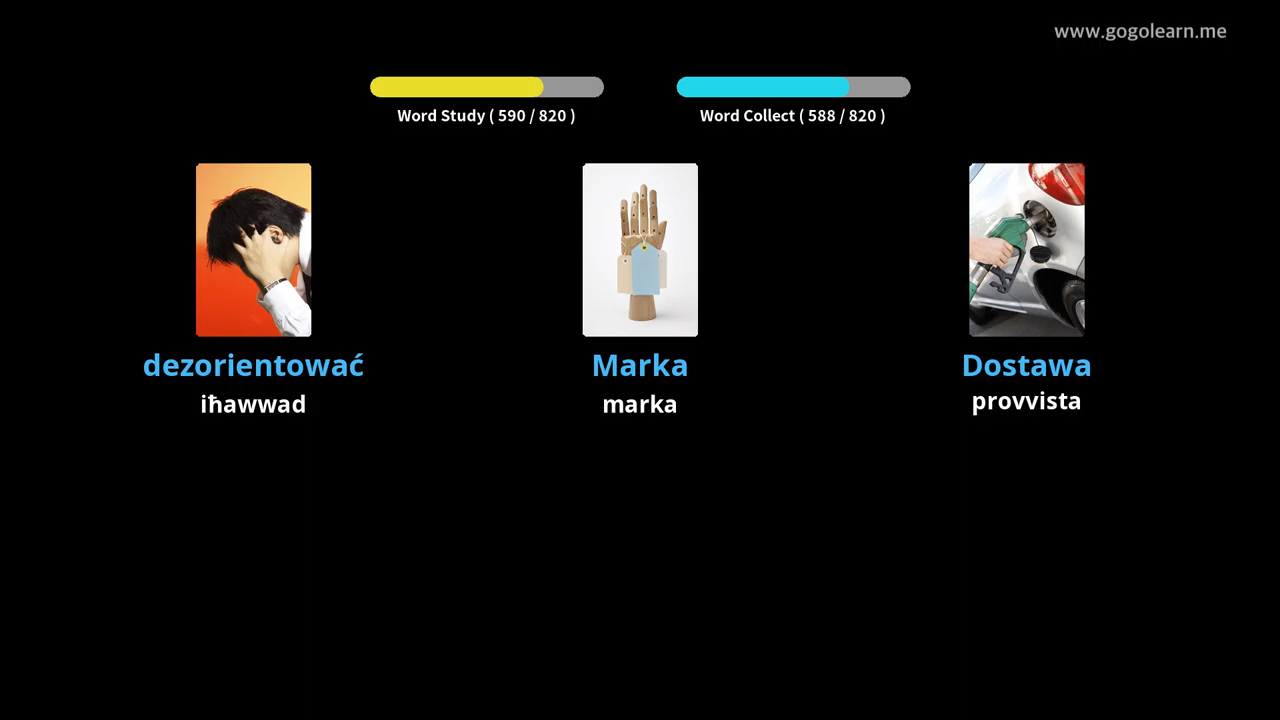 www.gogolearn.me
Word Study ( 590 / 820 )
Word Collect ( 588 / 820 )
dezorientować
iħawwad
Marka
marka
Dostawa
provvista